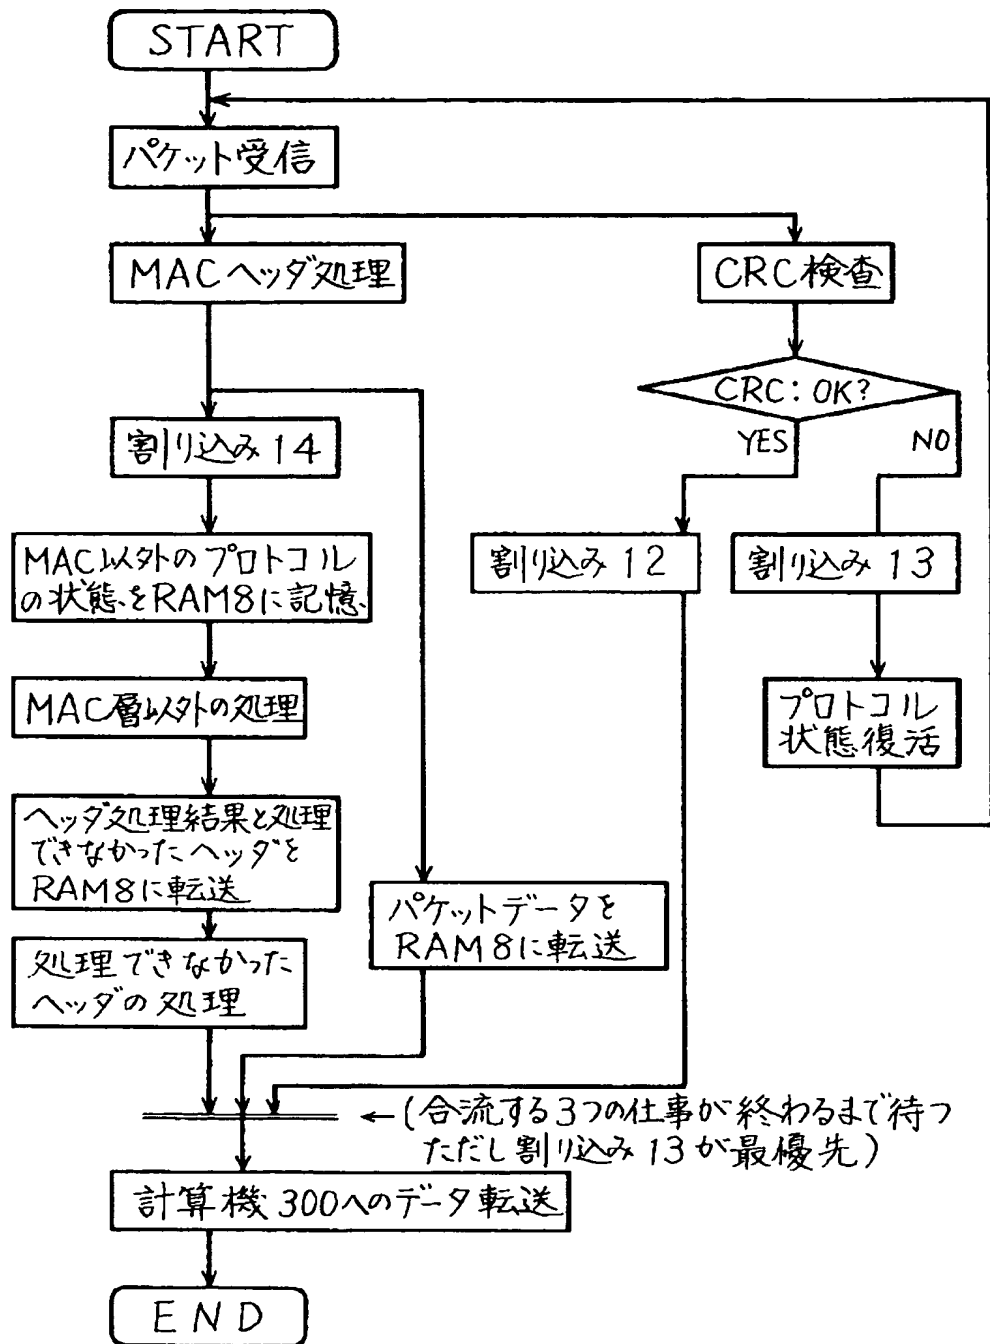 START
パケット受信
MACヘッダ処理
CRC検査
CRC:OK?
YES
NO
割り込み14
割り込み12
割り込み13
MAC以外のプロトコル
の状態をRAM8に記憶
MAC層以外の処理
プロトコル
状態復活
ヘッダ処理結果と処理
できなかったヘッダを
RAM8に転送
パケットデータを
RAM8に転送
処理できなかった
ヘッダの処理
←(合流する3つの仕事が終わるまで待つ
ただし割り込み13が最優先)
計算機300へのデータ転送
END